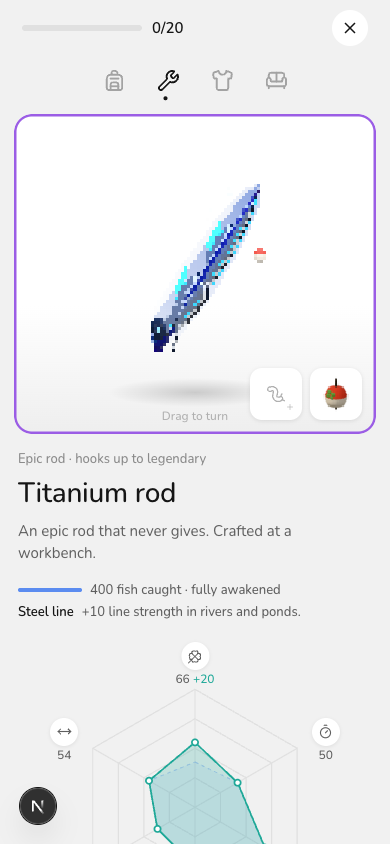 0/20
Drag to turn
Epic rod · hooks up to legendary
Titanium rod
An epic rod that never gives. Crafted at a
workbench.
400 fish caught · fully awakened
Steel line +10 line strength in rivers and ponds.
66 +20
54
50
N